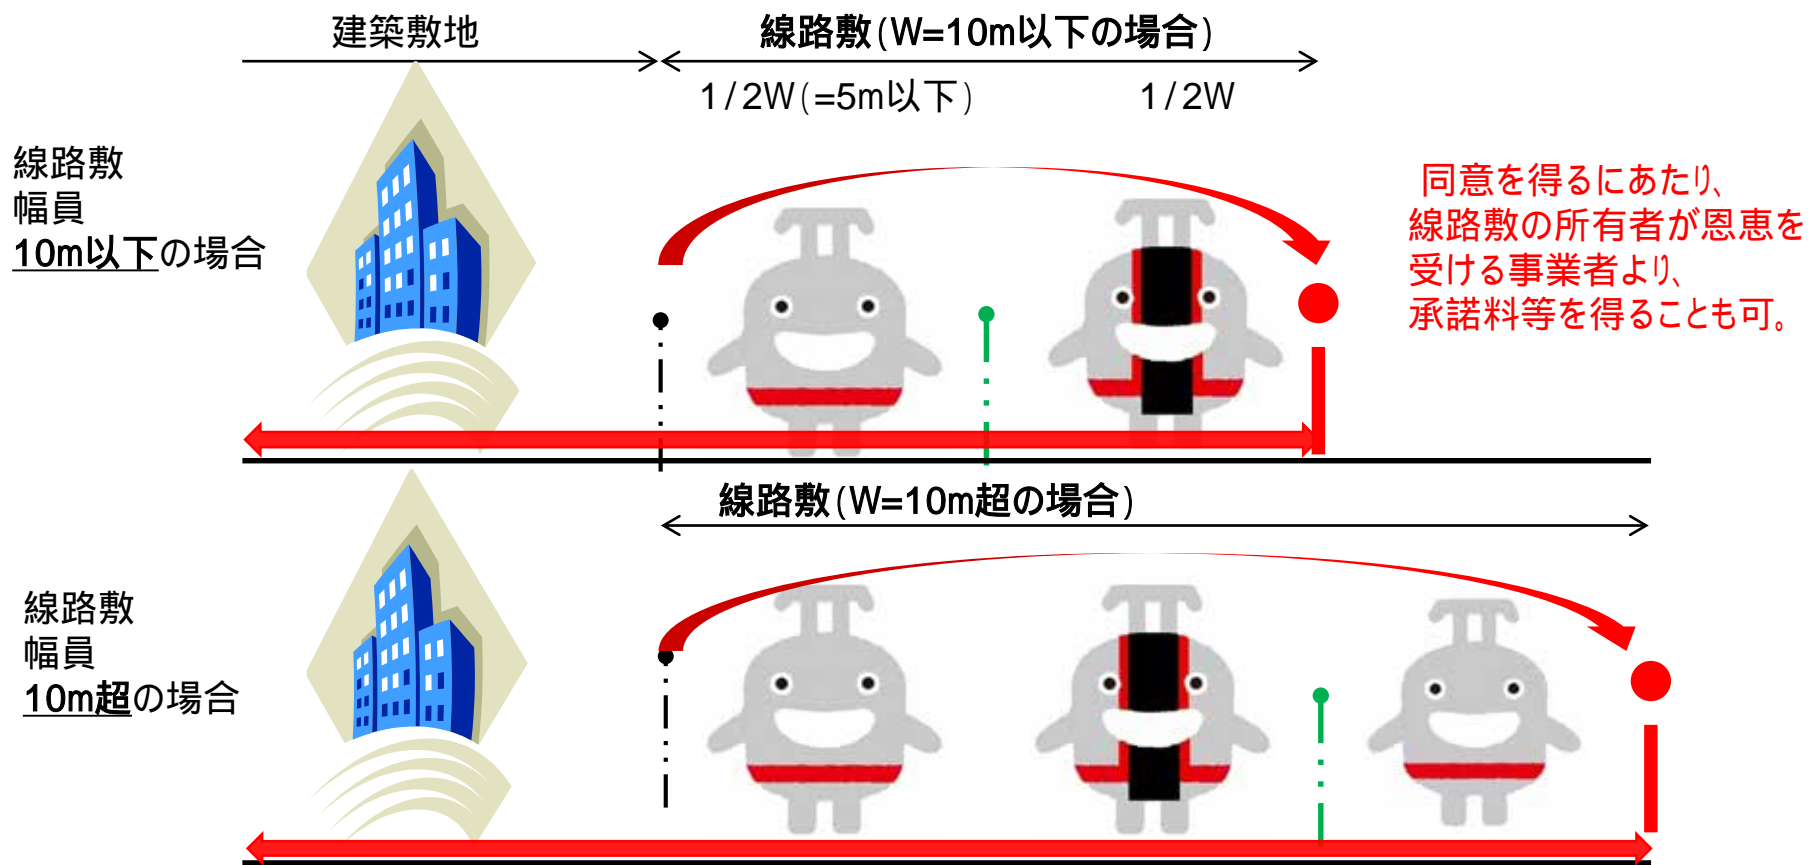 建築敷地
線路敷(W=10m以下の場合)
1/2W(=5m以下)
1/2W
線路敷
幅員
10m以下の場合
同意を得るにあたり、
線路敷の所有者が恩恵を
受ける事業者より、
承諾料等を得ることも可。
線路敷(W=10m超の場合)
線路敷
幅員
10m超の場合